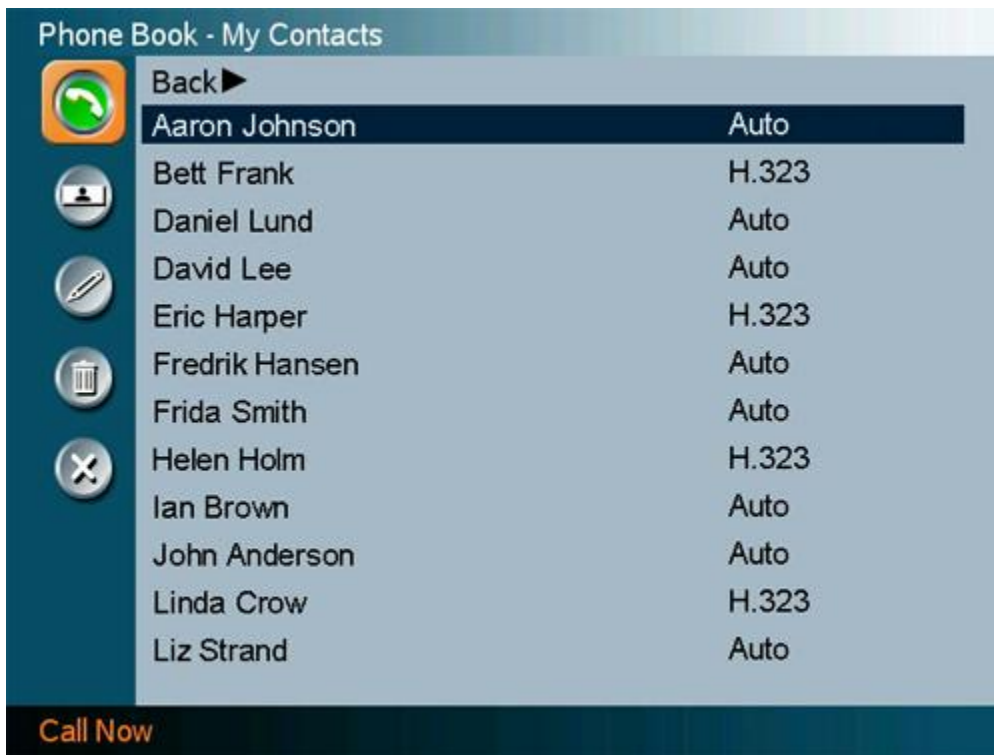 Phone Book - My Contacts
Back▶
Aaron Johnson Auto
Bett Frank H.323
Daniel Lund Auto
David Lee Auto
Eric Harper H.323
Fredrik Hansen Auto
Frida Smith Auto
Helen Holm H.323
Ian Brown Auto
John Anderson Auto
Linda Crow H.323
Liz Strand Auto
Call Now